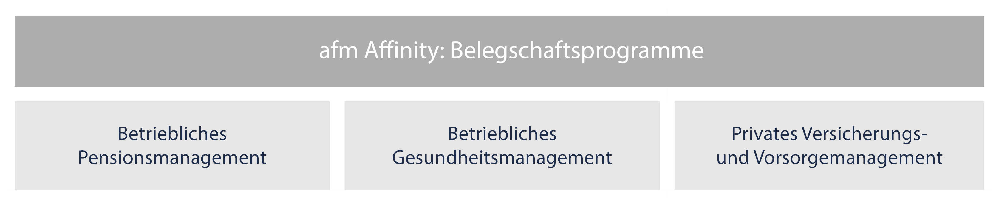 afm Affinity: Belegschaftsprogramme
Betriebliches
Pensionsmanagement
Betriebliches
Gesundheitsmanagement
Privates Versicherungs-
und Vorsorgemanagement